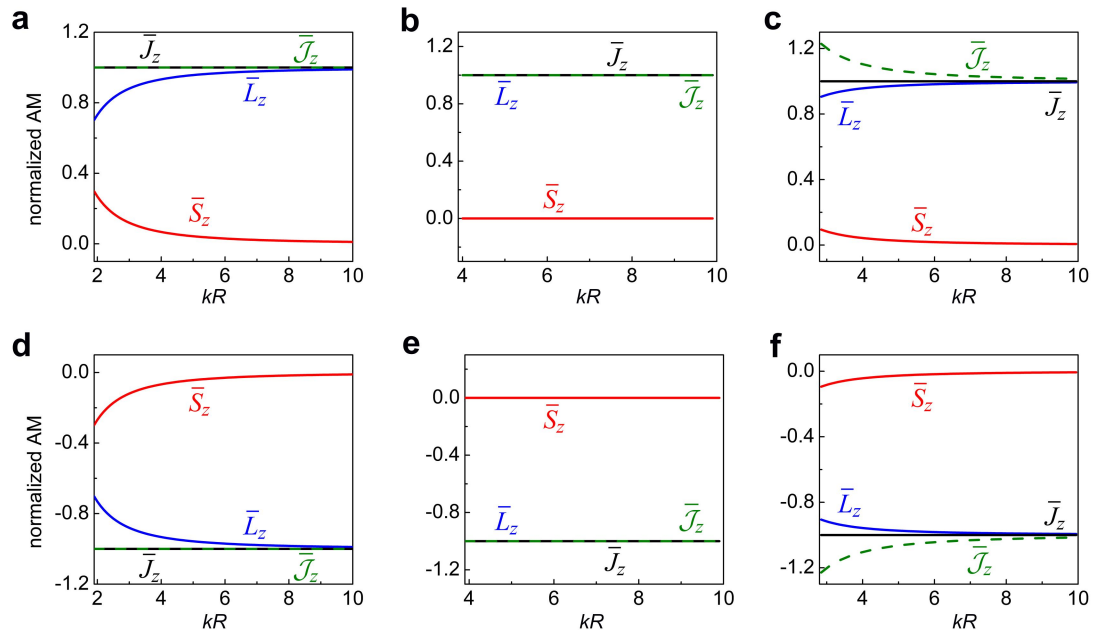 a
b
c
1.2
0.8
0.4
0.0
normalized AM
J̄z
𝒥̄z
L̄z
S̄z
2 4 6 8 10
kR
1.2
0.8
0.4
0.0
J̄z
L̄z
𝒥̄z
S̄z
4 6 8 10
kR
1.2
0.8
0.4
0.0
𝒥̄z
L̄z
J̄z
S̄z
4 6 8 10
kR
d
e
f
0.0
-0.4
-0.8
-1.2
normalized AM
S̄z
L̄z
J̄z
𝒥̄z
2 4 6 8 10
kR
0.0
-0.4
-0.8
-1.2
S̄z
L̄z
𝒥̄z
J̄z
4 6 8 10
kR
0.0
-0.4
-0.8
-1.2
S̄z
L̄z
J̄z
𝒥̄z
4 6 8 10
kR